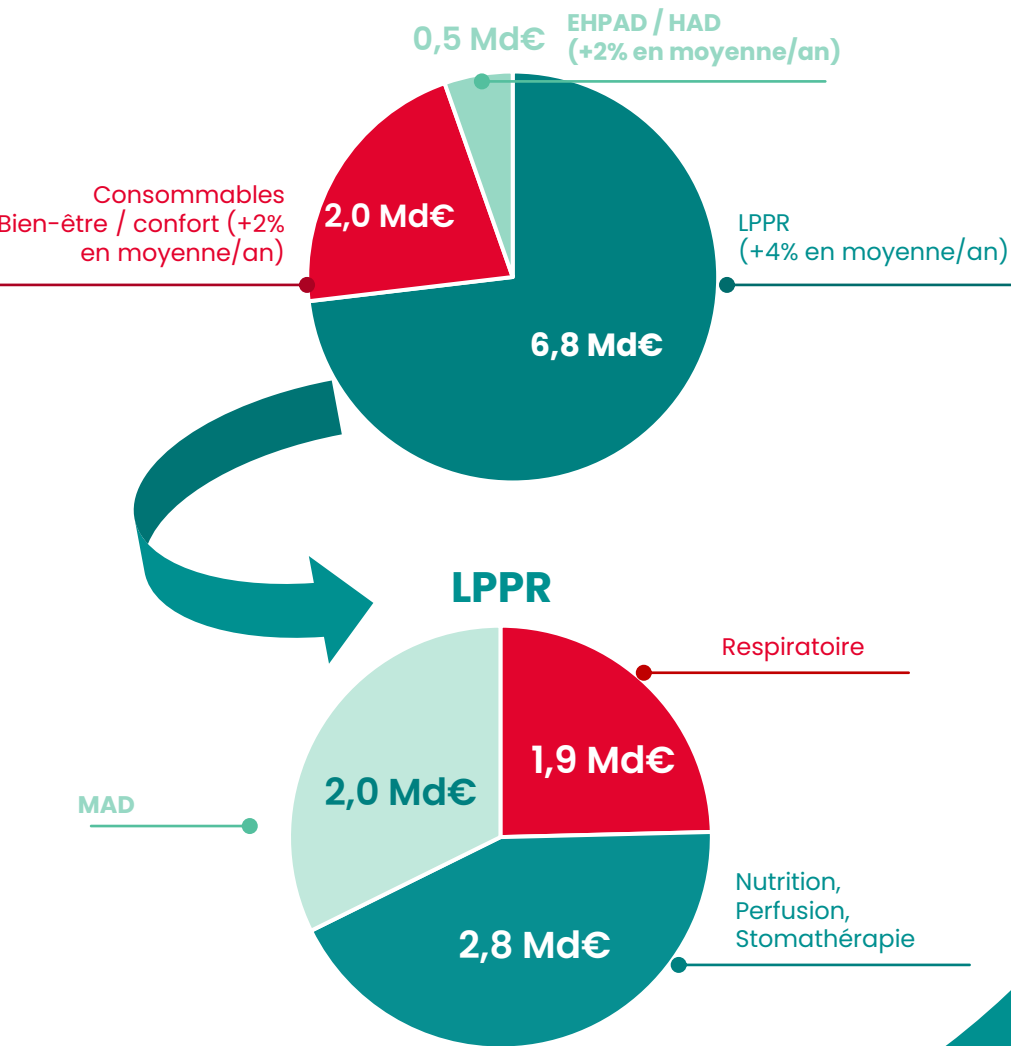 0,5 Md€
EHPAD / HAD
(+2% en moyenne/an)
Consommables
Bien-être / confort (+2%
en moyenne/an)
2,0 Md€
LPPR
(+4% en moyenne/an)
6,8 Md€
LPPR
Respiratoire
1,9 Md€
2,0 Md€
MAD
Nutrition,
Perfusion,
Stomathérapie
2,8 Md€